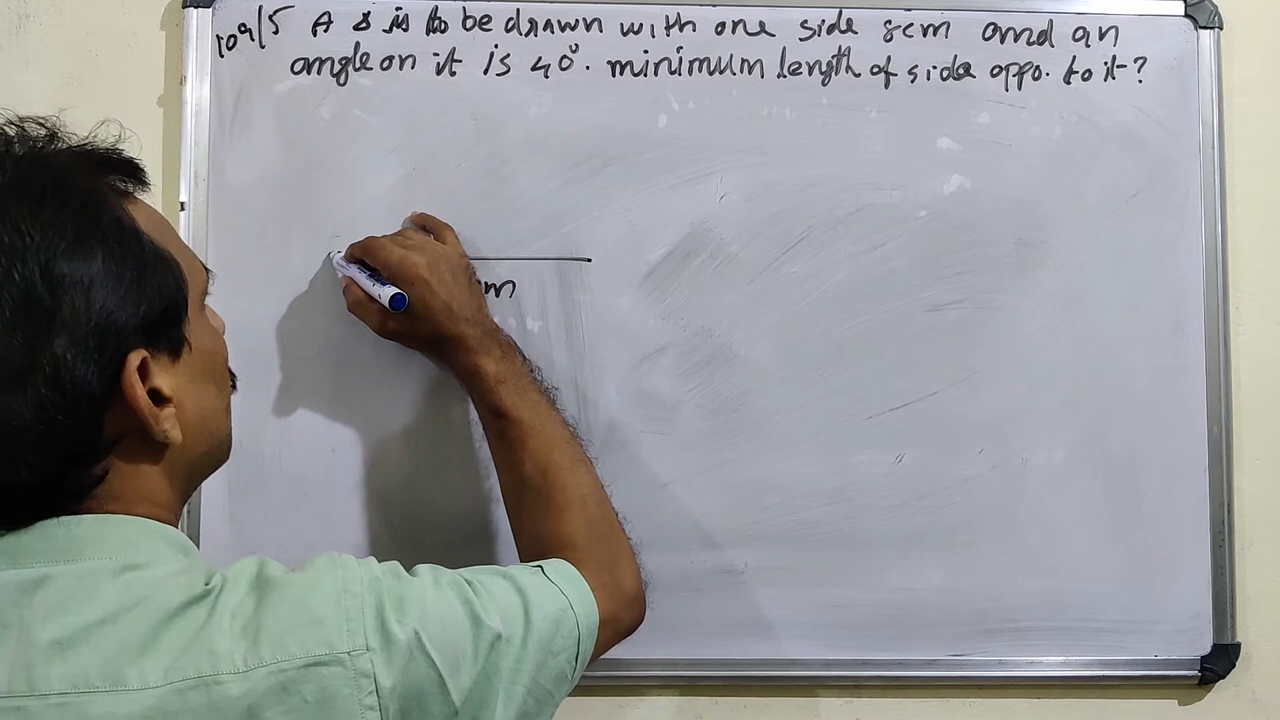 109/5 A Δ is to be drawn with one side 8cm and an
angle on it is 40°. minimum length of side oppo. to it?
m